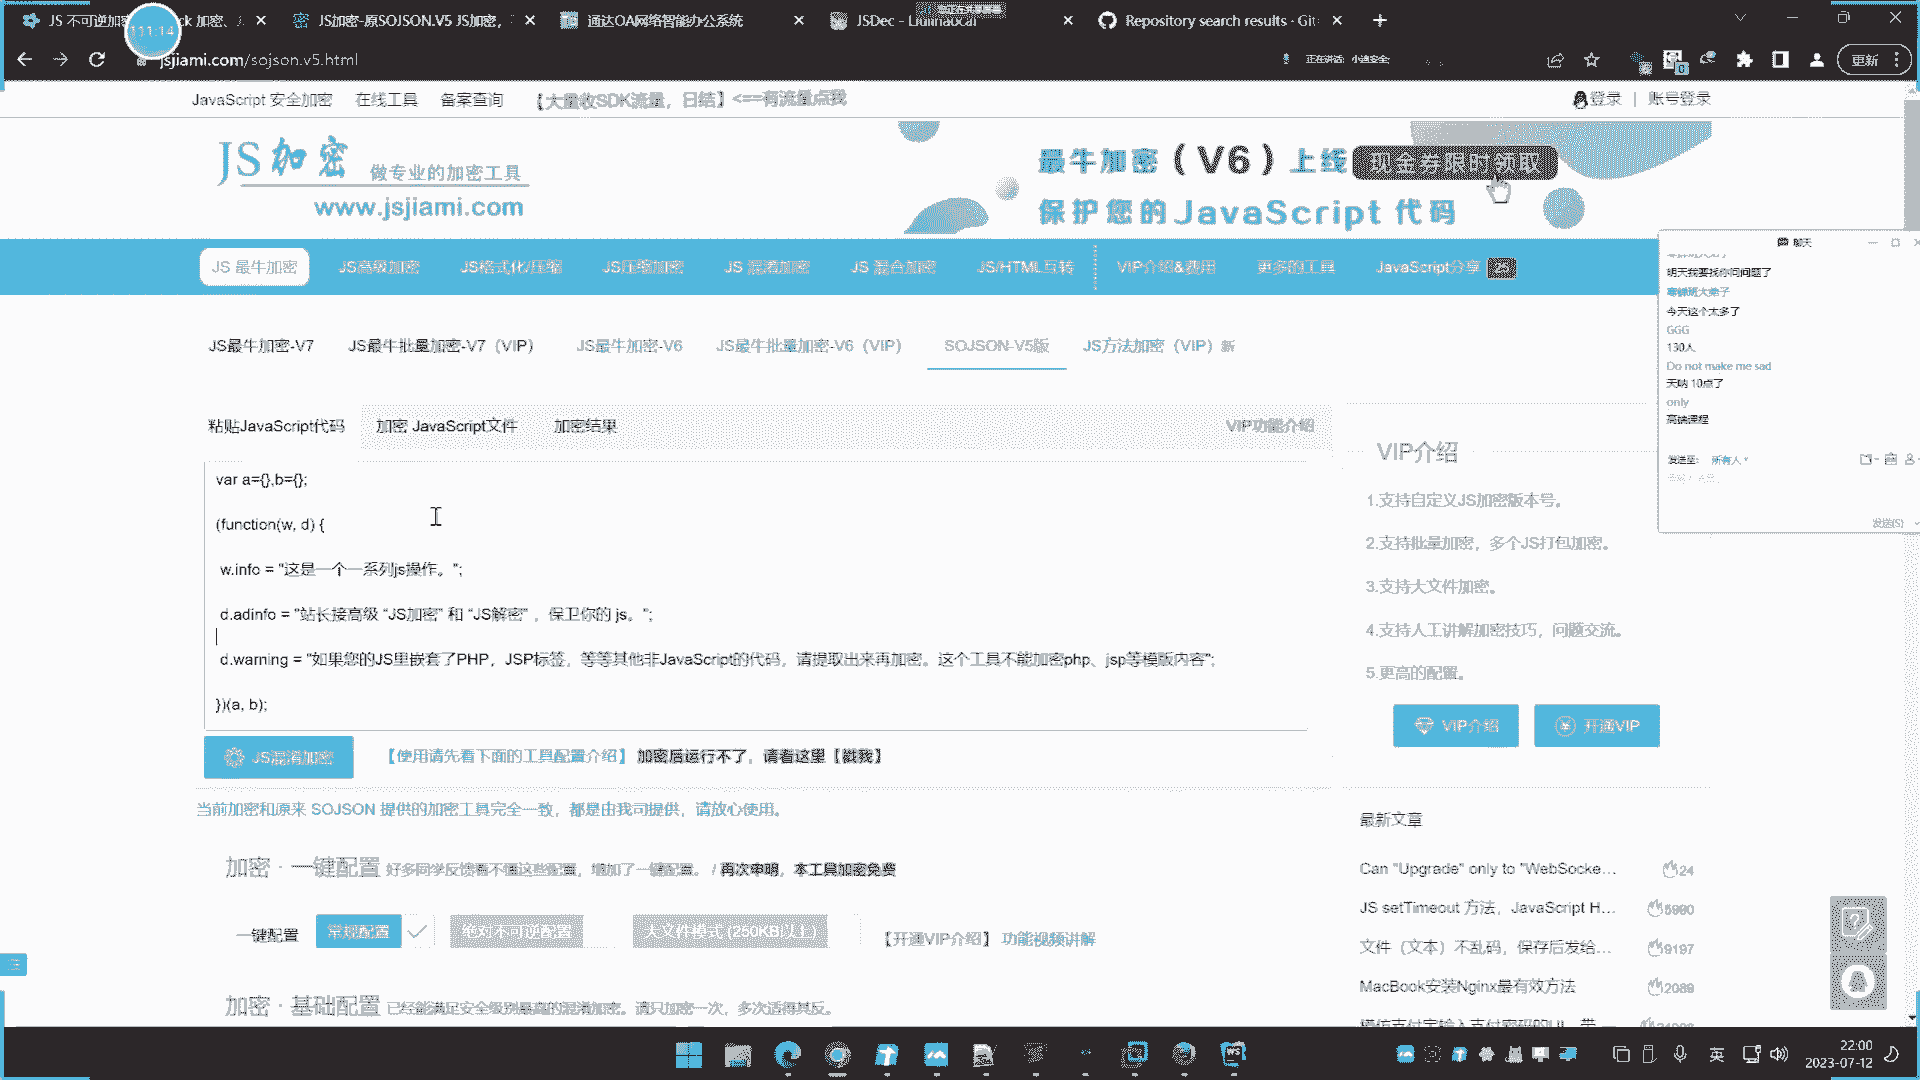 JS加密-原SOJSON.V5 JS加密，
通达OA网络智能办公系统
Repository search results · Git
jsjiami.com/sojson.v5.html
更新
JavaScript 安全加密 在线工具 备案查询 【大量收SDK流量，日结】<==有流量点我
登录 | 账号登录
JS加密 做专业的加密工具
www.jsjiami.com
最牛加密（V6）上线 现金券限时领取
保护您的JavaScript 代码
JS 最牛加密 JS高级加密 JS格式化/压缩 JS压缩加密 JS 混淆加密 JS 混合加密 JS/HTML互转 VIP介绍&费用 更多的工具 JavaScript分享 25
JS最牛加密-V7 JS最牛批量加密-V7（VIP） JS最牛加密-V6 JS最牛批量加密-V6（VIP） SOJSON-V5版 JS方法加密（VIP）新
粘贴JavaScript代码 加密 JavaScript文件 加密结果 VIP功能介绍
var a={},b={};
(function(w, d) {
w.info = "这是一个一系列js操作。";
d.adinfo = "站长接高级 “JS加密” 和 “JS解密” ，保卫你的 js。";
d.warning = "如果您的JS里嵌套了PHP，JSP标签，等等其他非JavaScript的代码，请提取出来再加密。这个工具不能加密php、jsp等模版内容";
})(a, b);
JS混淆加密 【使用请先看下面的工具配置介绍】 加密后运行不了，请看这里【戳我】
当前加密和原来 SOJSON 提供的加密工具完全一致，都是由我司提供，请放心使用。
加密 · 一键配置 好多同学反馈看不懂这些配置，增加了一键配置。 / 再次申明，本工具加密免费
一键配置 常规配置 绝对不可逆配置 大文件模式 (250KB以上) 【开通VIP介绍】 功能视频讲解
加密 · 基础配置 已经能满足安全级别最高的混淆加密。请只加密一次，多次适得其反。
VIP介绍
1.支持自定义JS加密版本号。
2.支持批量加密，多个JS打包加密。
3.支持大文件加密。
4.支持人工讲解加密技巧，问题交流。
5.更高的配置。
VIP介绍 开通VIP
最新文章
Can "Upgrade" only to "WebSocke... 24
JS setTimeout 方法，JavaScript H... 5990
文件（文本）不乱码，保存后发给... 9197
MacBook安装Nginx最有效方法 2089
聊天
明天我要找你问问题了
今天这个太多了
GGG
130人
Do not make me sad
天呐 10点了
only
高端课程
发送至： 所有人
发送(S)
英
22:00
2023-07-12